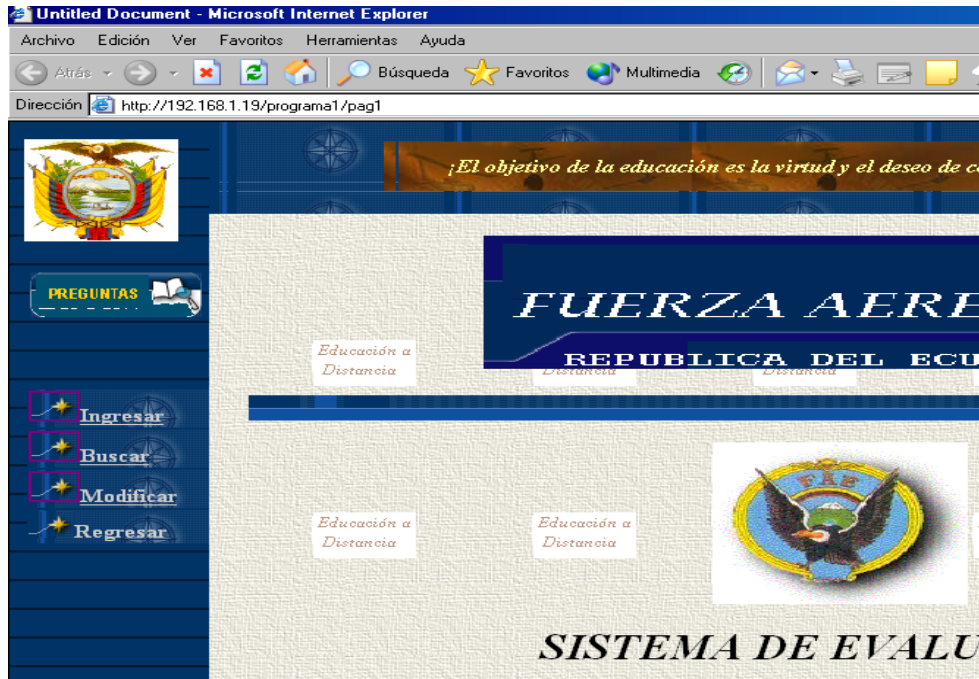 Untitled Document - Microsoft Internet Explorer
Archivo Edición Ver Favoritos Herramientas Ayuda
Atrás Búsqueda Favoritos Multimedia
Dirección http://192.168.1.19/programa1/pag1
¡El objetivo de la educación es la virtud y el deseo de c
PREGUNTAS
FUERZA AERE
REPUBLICA DEL ECU
Educación a
Distancia
Distancia
Distancia
Ingresar
Buscar
Modificar
Regresar
FAE
Educación a
Distancia
Educación a
Distancia
SISTEMA DE EVALU